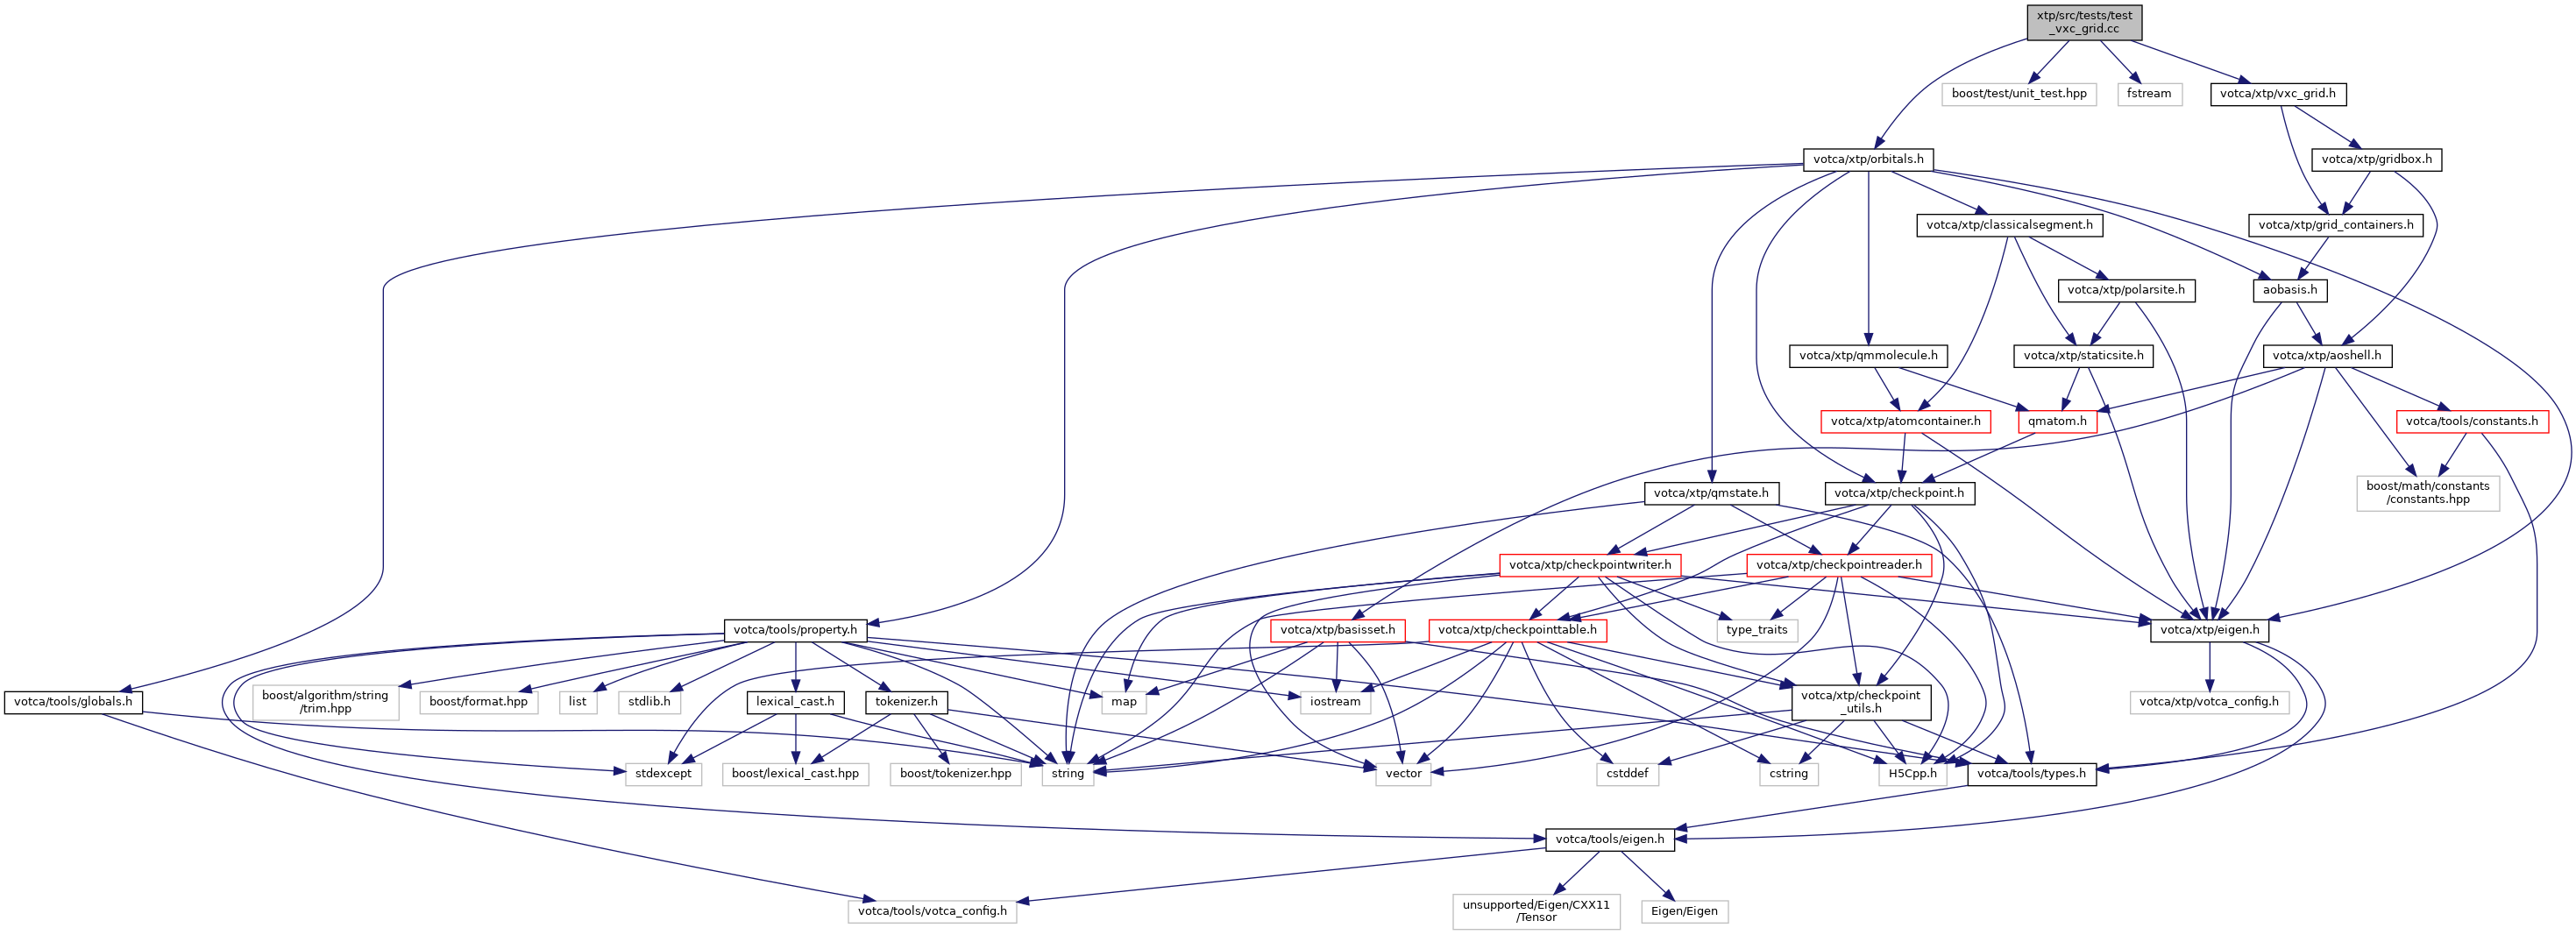 xtp/src/tests/test
_vxc_grid.cc
boost/test/unit_test.hpp
fstream
votca/xtp/vxc_grid.h
votca/xtp/orbitals.h
votca/xtp/gridbox.h
votca/xtp/classicalsegment.h
votca/xtp/grid_containers.h
votca/xtp/polarsite.h
aobasis.h
votca/xtp/qmmolecule.h
votca/xtp/staticsite.h
votca/xtp/aoshell.h
votca/xtp/atomcontainer.h
qmatom.h
votca/tools/constants.h
votca/xtp/qmstate.h
votca/xtp/checkpoint.h
boost/math/constants
/constants.hpp
votca/xtp/checkpointwriter.h
votca/xtp/checkpointreader.h
votca/tools/property.h
votca/xtp/basisset.h
votca/xtp/checkpointtable.h
type_traits
votca/xtp/eigen.h
votca/tools/globals.h
boost/algorithm/string
/trim.hpp
boost/format.hpp
list
stdlib.h
lexical_cast.h
tokenizer.h
map
iostream
votca/xtp/checkpoint
_utils.h
votca/xtp/votca_config.h
stdexcept
boost/lexical_cast.hpp
boost/tokenizer.hpp
string
vector
cstddef
cstring
H5Cpp.h
votca/tools/types.h
votca/tools/eigen.h
votca/tools/votca_config.h
unsupported/Eigen/CXX11
/Tensor
Eigen/Eigen